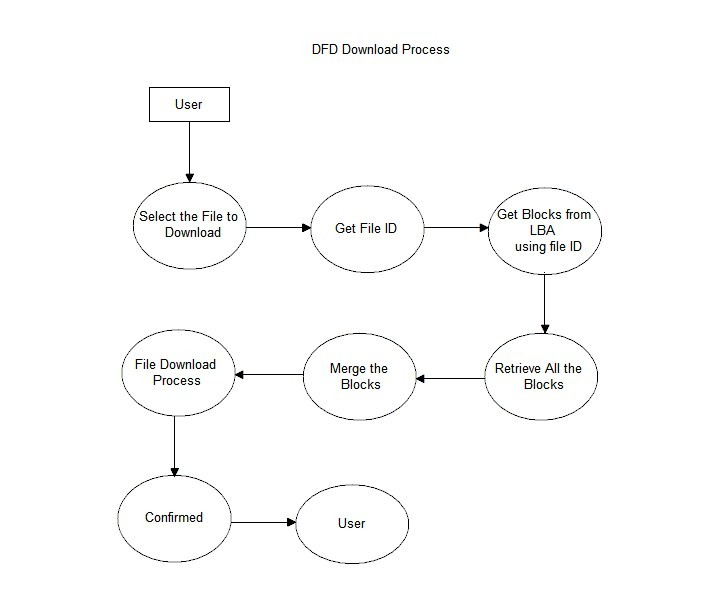 DFD Download Process
User
Select the File to
Download
Get File ID
Get Blocks from
LBA
using file ID
Retrieve All the
Blocks
Merge the
Blocks
File Download
Process
Confirmed
User